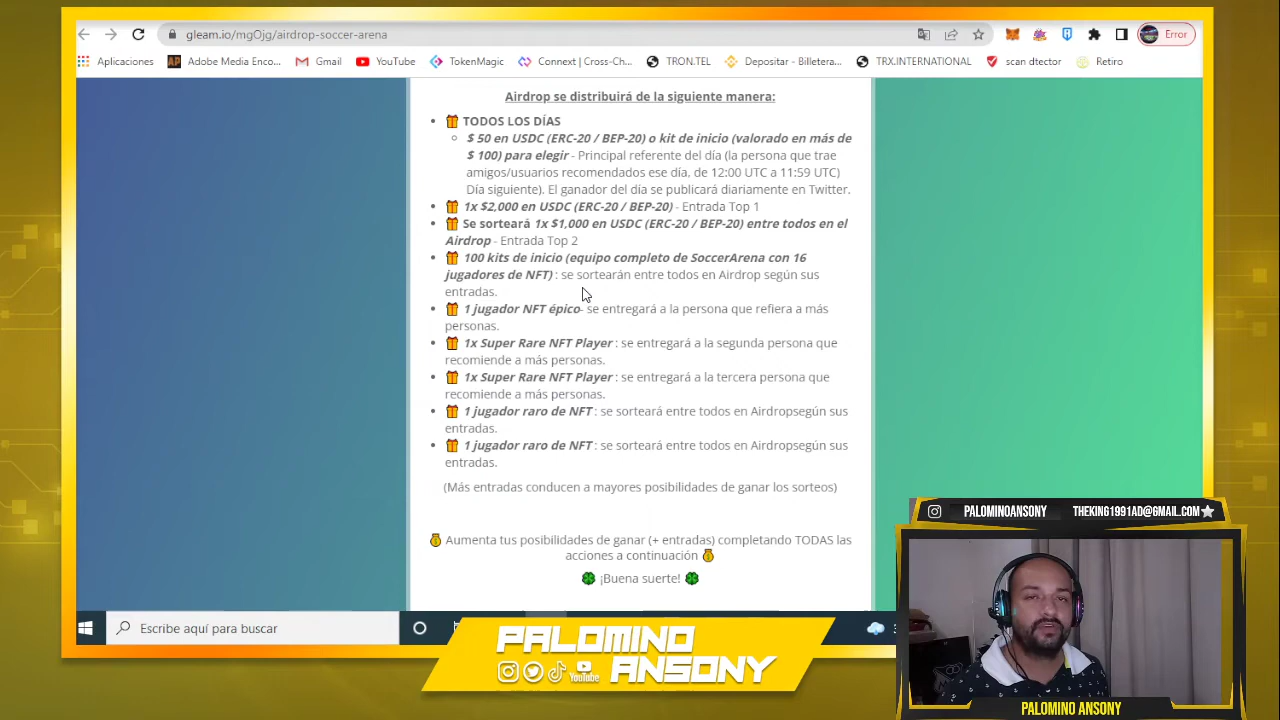 gleam.io/mgOjg/airdrop-soccer-arena
Error
Aplicaciones
Adobe Media Enco...
Gmail
YouTube
TokenMagic
Connext | Cross-Ch...
TRON.TEL
Depositar - Billetera...
TRX.INTERNATIONAL
scan dtector
Retiro
Airdrop se distribuirá de la siguiente manera:
TODOS LOS DÍAS
$ 50 en USDC (ERC-20 / BEP-20) o kit de inicio (valorado en más de
$ 100) para elegir - Principal referente del día (la persona que trae
amigos/usuarios recomendados ese día, de 12:00 UTC a 11:59 UTC)
Día siguiente). El ganador del día se publicará diariamente en Twitter.
1x $2,000 en USDC (ERC-20 / BEP-20) - Entrada Top 1
Se sorteará 1x $1,000 en USDC (ERC-20 / BEP-20) entre todos en el
Airdrop - Entrada Top 2
100 kits de inicio (equipo completo de SoccerArena con 16
jugadores de NFT) : se sortearán entre todos en Airdrop según sus
entradas.
1 jugador NFT épico- se entregará a la persona que refiera a más
personas.
1x Super Rare NFT Player : se entregará a la segunda persona que
recomiende a más personas.
1x Super Rare NFT Player : se entregará a la tercera persona que
recomiende a más personas.
1 jugador raro de NFT : se sorteará entre todos en Airdropsegún sus
entradas.
1 jugador raro de NFT : se sorteará entre todos en Airdropsegún sus
entradas.
(Más entradas conducen a mayores posibilidades de ganar los sorteos)
Aumenta tus posibilidades de ganar (+ entradas) completando TODAS las
acciones a continuación
¡Buena suerte!
Escribe aquí para buscar
PALOMINOANSONY
THEKING1991AD@GMAIL.COM
PALOMINO
ANSONY
YouTube
PALOMINO ANSONY